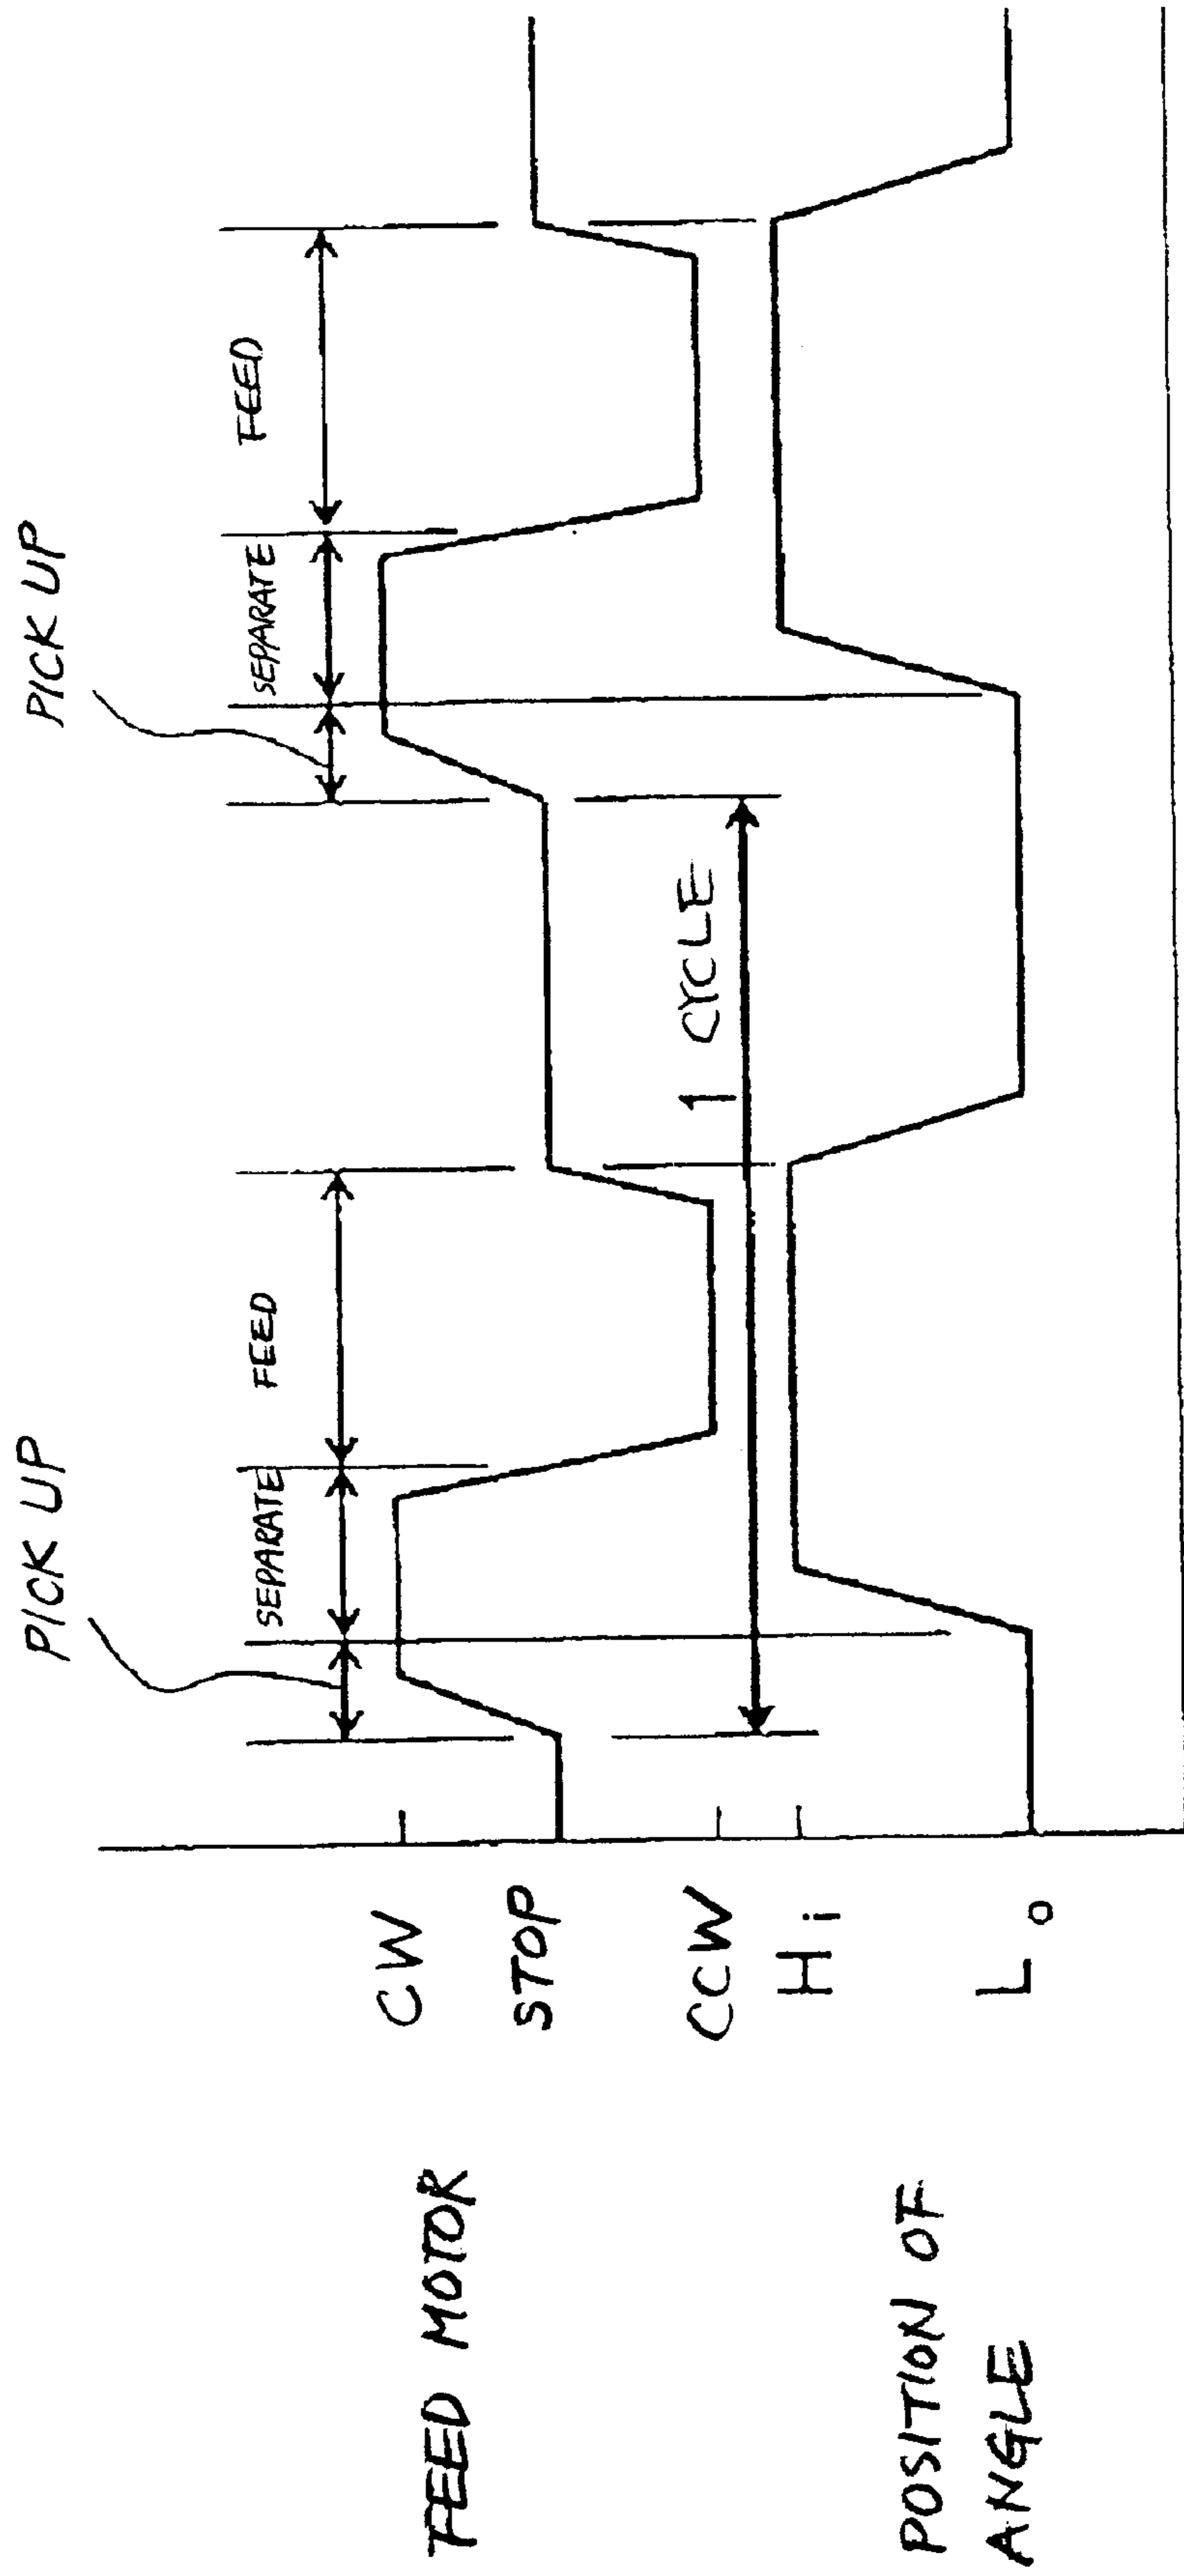 PICK UP
PICK UP
SEPARATE
FEED
SEPARATE
FEED
FEED MOTOR
CW
STOP
CCW
1 CYCLE
POSITION OF
ANGLE
Hi
Lo